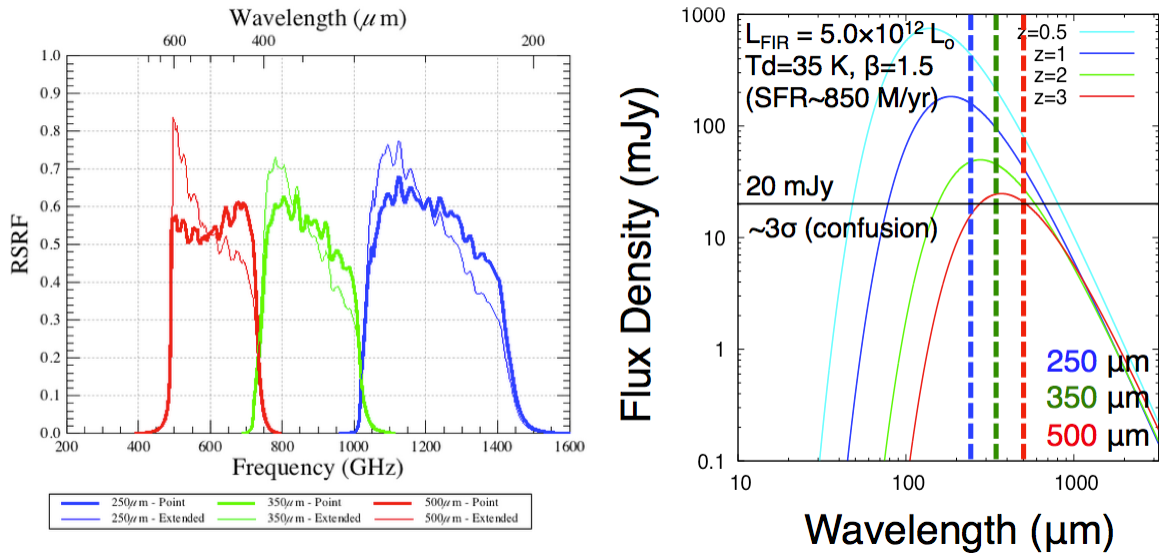 Wavelength (μm)
600 400 200
1.0
0.9
0.8
0.7
0.6
0.5
0.4
0.3
0.2
0.1
0.0
RSRF
200 400 600 800 1000 1200 1400 1600
Frequency (GHz)
250μm - Point 350μm - Point 500μm - Point
250μm - Extended 350μm - Extended 500μm - Extended
1000
100
10
1
0.1
Flux Density (mJy)
L_FIR = 5.0×10^12 L_o
Td=35 K, β=1.5
(SFR~850 M/yr)
z=0.5
z=1
z=2
z=3
20 mJy
~3σ (confusion)
250 μm
350 μm
500 μm
10 100 1000
Wavelength (μm)